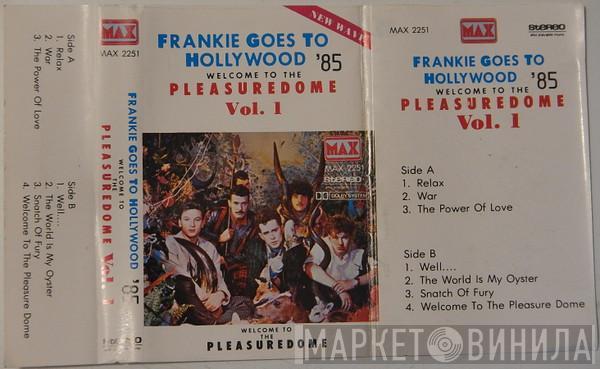 MAX
MAX 2251
Side A
1. Relax
2. War
3. The Power Of Love
Side B
1. Well....
2. The World Is My Oyster
3. Snatch Of Fury
4. Welcome To The Pleasure Dome
FRANKIE GOES TO HOLLYWOOD '85
WELCOME TO THE
PLEASUREDOME Vol. 1
NEW WAVE
FRANKIE GOES TO
HOLLYWOOD '85
WELCOME TO THE
PLEASUREDOME
Vol. 1
MAX
MAX 2251
STEREO
DOLBY SYSTEM
WELCOME TO
THE
PLEASUREDOME
MAX 2251
MAX
STEREO
FRANKIE GOES TO
HOLLYWOOD '85
WELCOME TO THE
PLEASUREDOME
Vol. 1
Side A
1. Relax
2. War
3. The Power Of Love
Side B
1. Well....
2. The World Is My Oyster
3. Snatch Of Fury
4. Welcome To The Pleasure Dome
МАРКЕТ ВИНИЛА